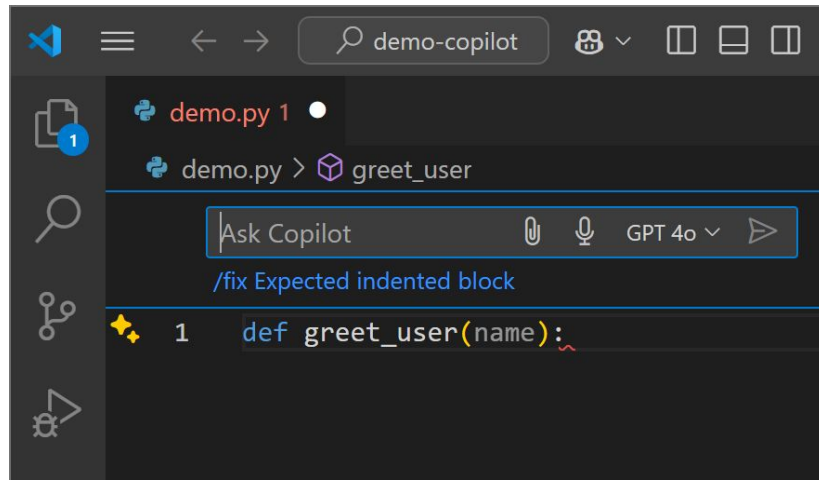 demo-copilot
demo.py 1
1
demo.py > greet_user
Ask Copilot GPT 4o
/fix Expected indented block
1 def greet_user(name):